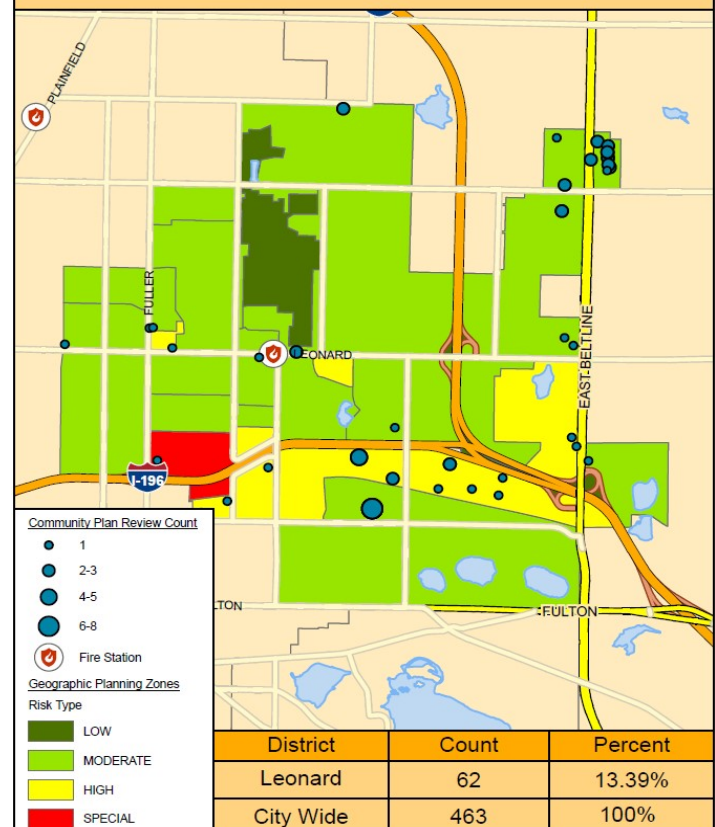 PLAINFIELD
FULLER
LEONARD
EAST BELTLINE
I-196
LTON
FULTON
Community Plan Review Count
1
2-3
4-5
6-8
Fire Station
Geographic Planning Zones
Risk Type
LOW
MODERATE
HIGH
SPECIAL
District Count Percent
Leonard 62 13.39%
City Wide 463 100%